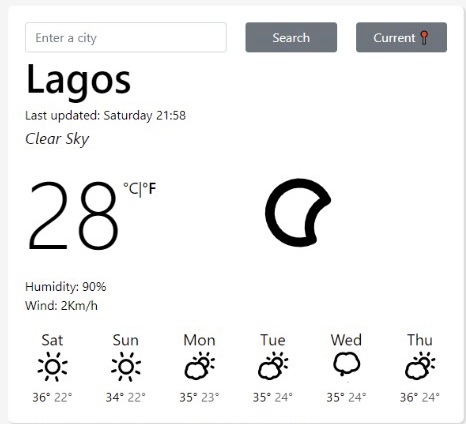 Enter a city Search Current
Lagos
Last updated: Saturday 21:58
Clear Sky
28 °C|°F
Humidity: 90%
Wind: 2Km/h
Sat Sun Mon Tue Wed Thu
36° 22° 34° 22° 35° 23° 35° 24° 35° 24° 36° 24°